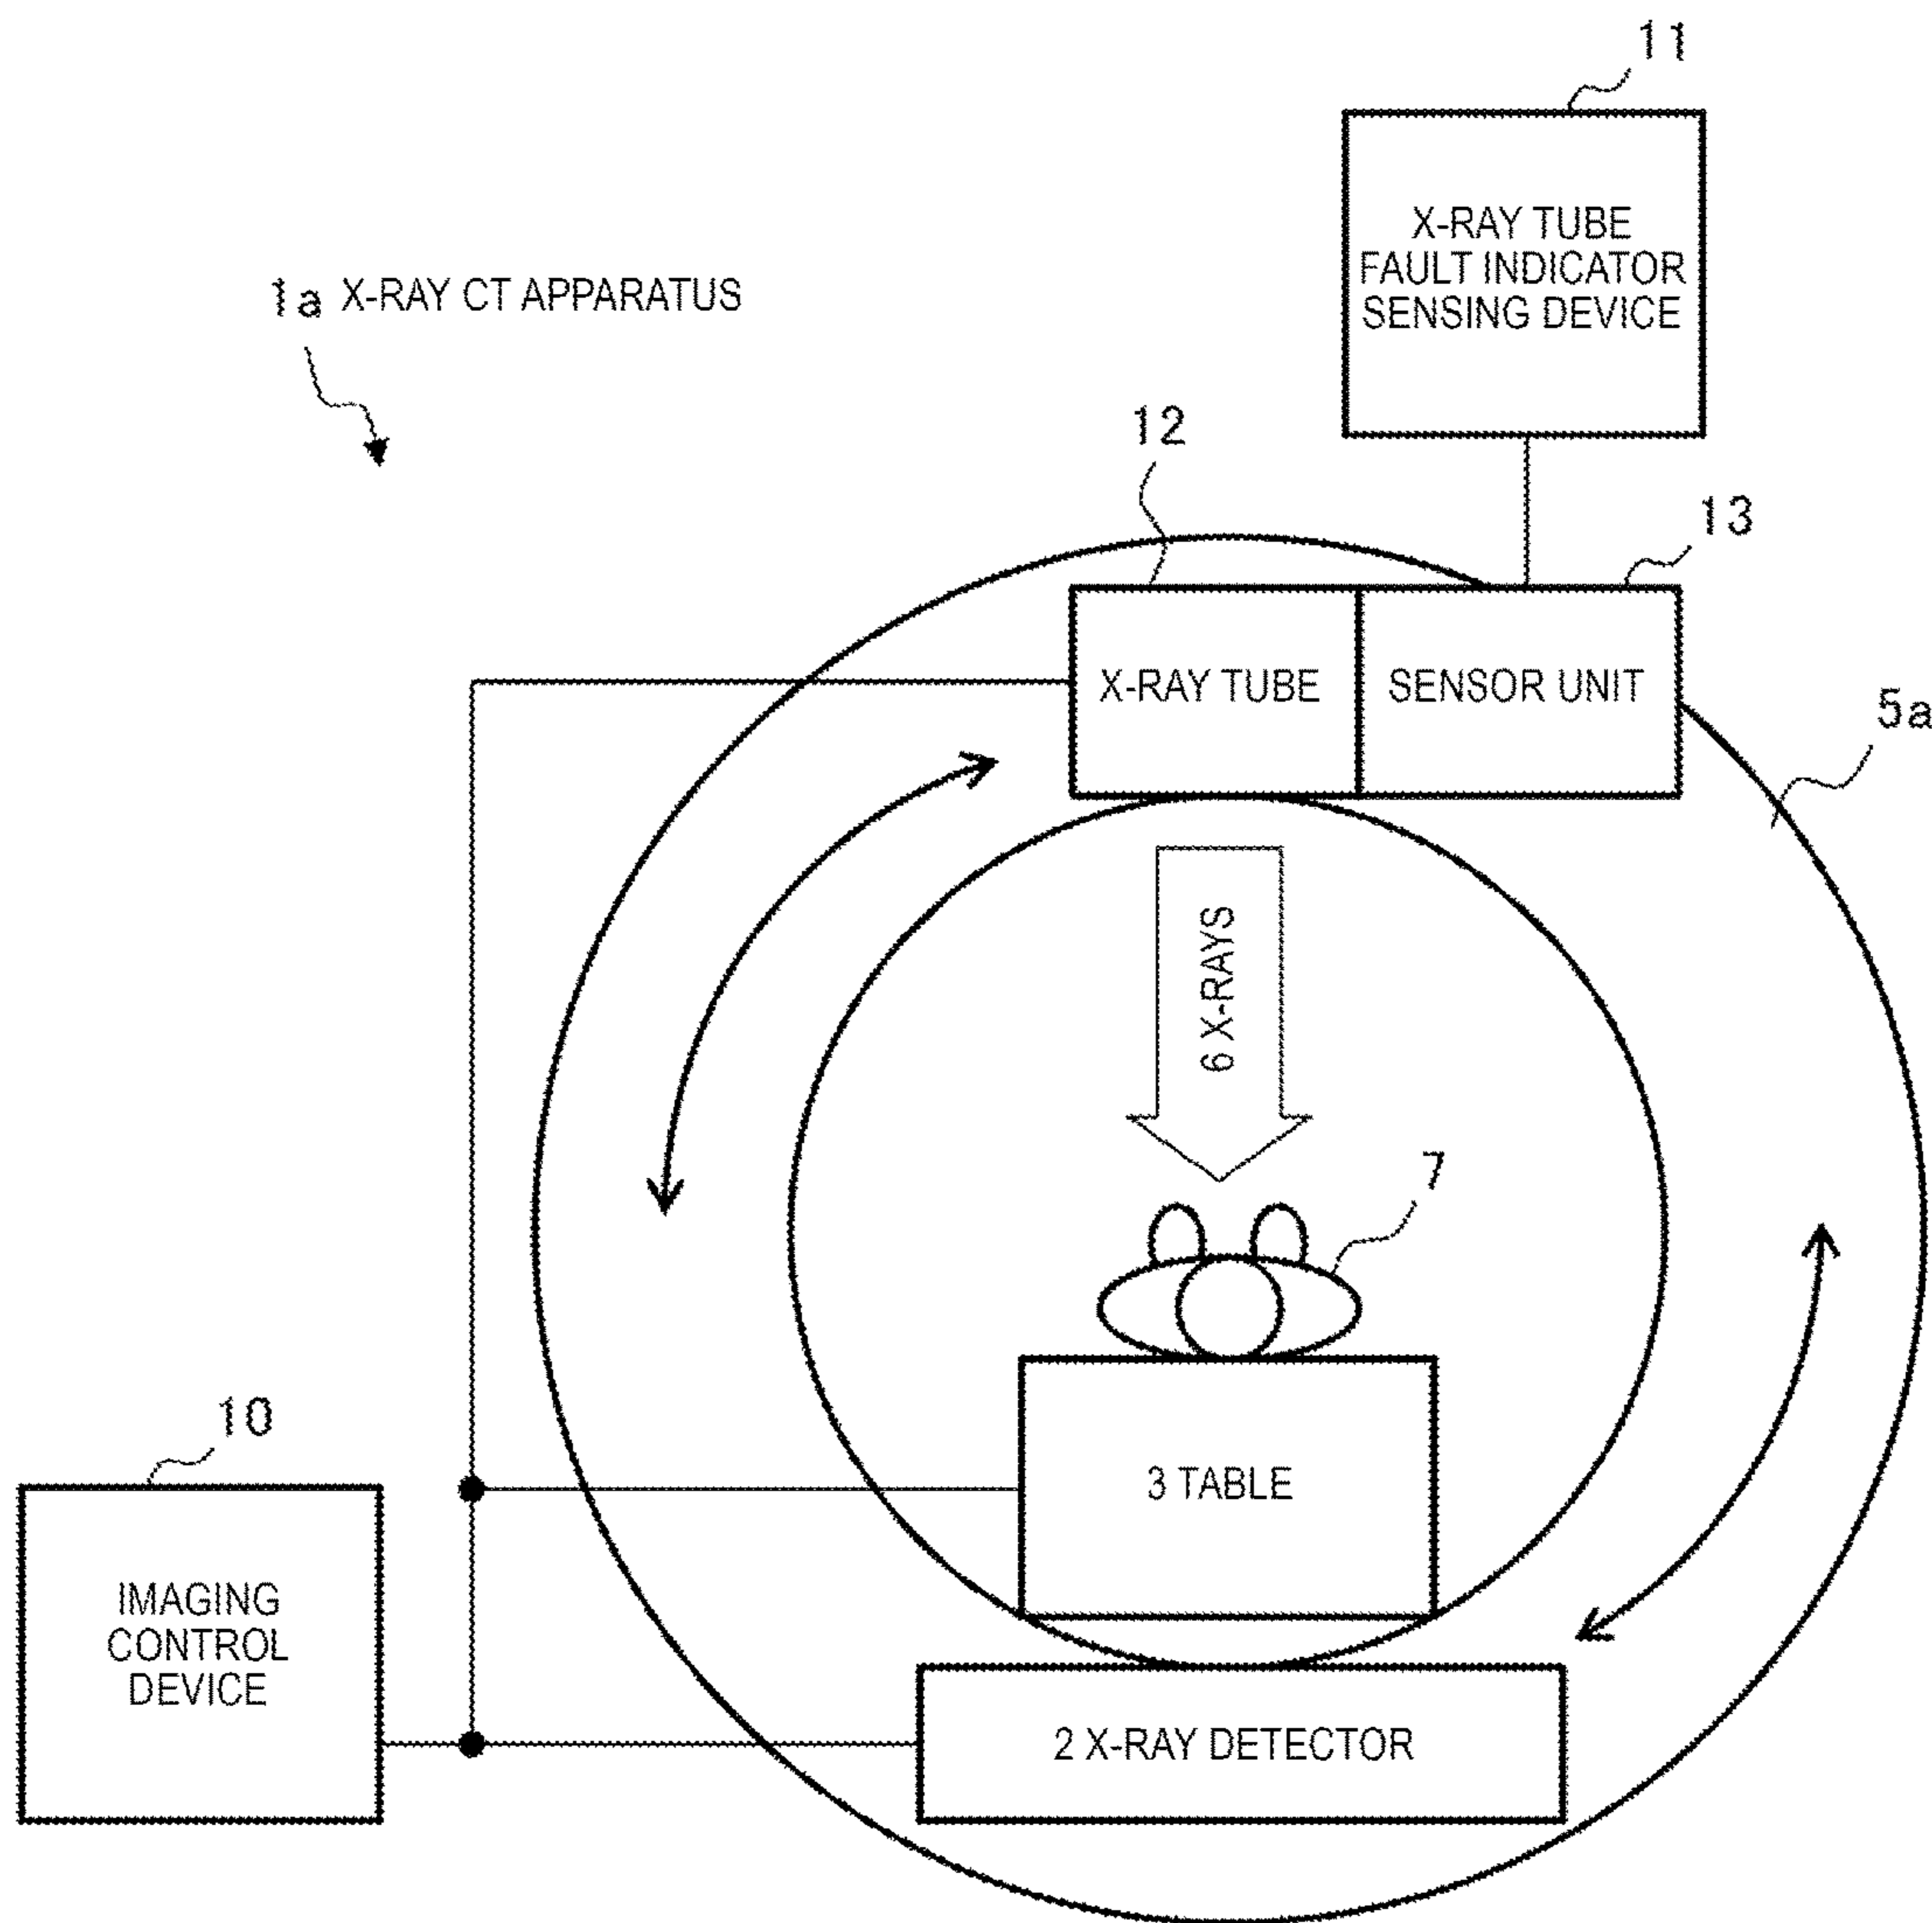 11
X-RAY TUBE
FAULT INDICATOR
SENSING DEVICE
1a X-RAY CT APPARATUS
12
13
X-RAY TUBE
SENSOR UNIT
5a
6 X-RAYS
7
10
3 TABLE
IMAGING
CONTROL
DEVICE
2 X-RAY DETECTOR